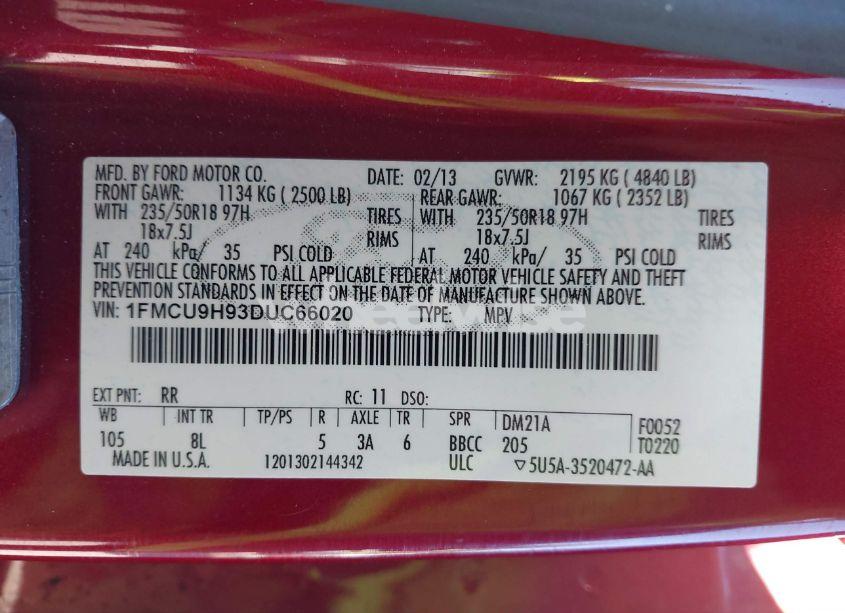 MFD. BY FORD MOTOR CO. DATE: 02/13 GVWR: 2195 KG ( 4840 LB)
FRONT GAWR: 1134 KG ( 2500 LB) REAR GAWR: 1067 KG ( 2352 LB)
WITH 235/50R18 97H TIRES WITH 235/50R18 97H TIRES
18x7.5J RIMS 18x7.5J RIMS
AT 240 kPa/ 35 PSI COLD AT 240 kPa/ 35 PSI COLD
THIS VEHICLE CONFORMS TO ALL APPLICABLE FEDERAL MOTOR VEHICLE SAFETY AND THEFT
PREVENTION STANDARDS IN EFFECT ON THE DATE OF MANUFACTURE SHOWN ABOVE.
VIN: 1FMCU9H93DUC66020 TYPE: MPV
EXT PNT: RR RC: 11 DSO:
WB INT TR TP/PS R AXLE TR SPR DM21A F0052
105 8L 5 3A 6 BBCC 205 T0220
MADE IN U.S.A. 1201302144342 ULC ▽5U5A-3520472-AA